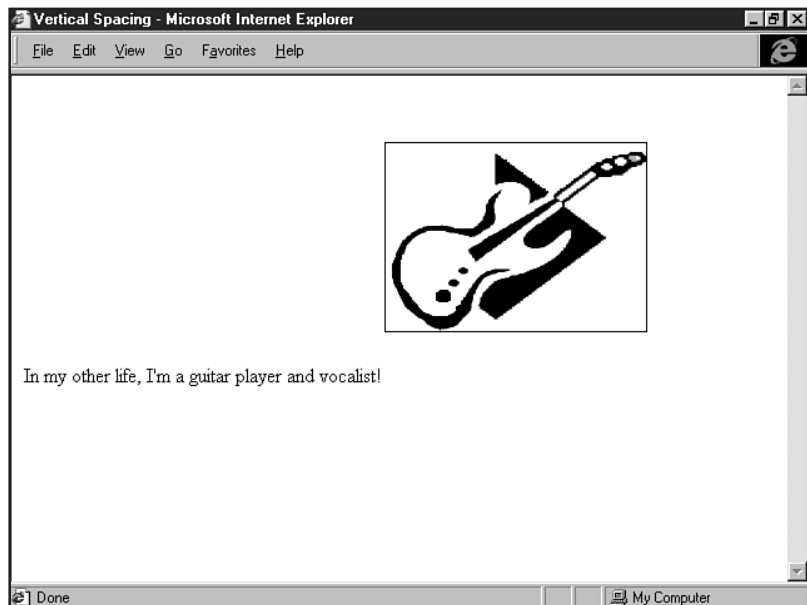 Vertical Spacing - Microsoft Internet Explorer
File Edit View Go Favorites Help
In my other life, I'm a guitar player and vocalist!
Done My Computer